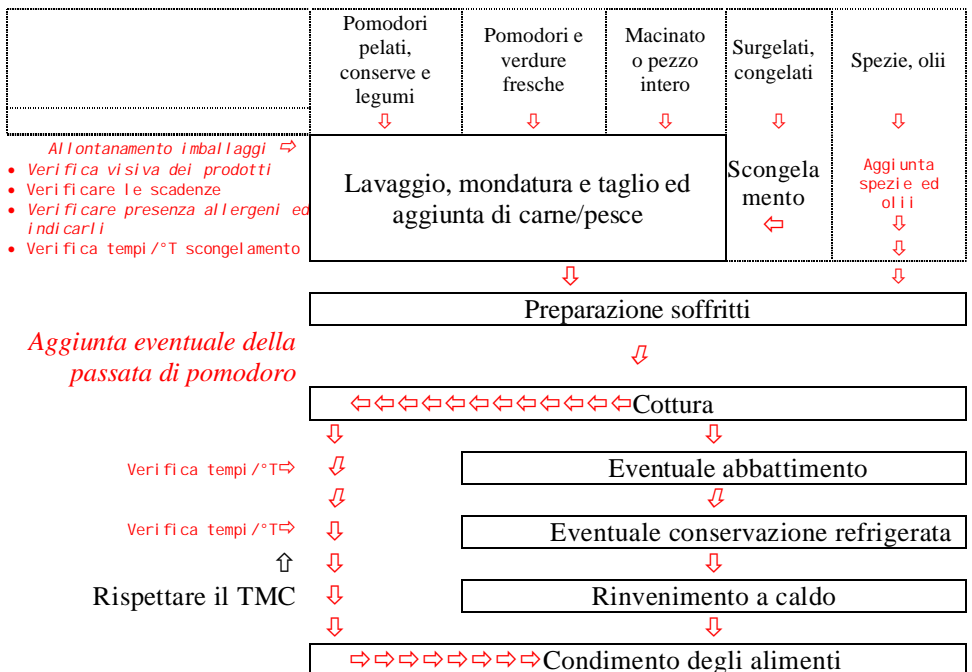 Pomodori
pelati,
conserve e
legumi
Pomodori e
verdure
fresche
Macinato
o pezzo
intero
Surgelati,
congelati
Spezie, olii
⇩ ⇩ ⇩ ⇩ ⇩
Allontanamento imballaggi ⇨
• Verifica visiva dei prodotti
• Verificare le scadenze
• Verificare presenza allergeni ed
indicarli
• Verifica tempi/°T scongelamento
Lavaggio, mondatura e taglio ed
aggiunta di carne/pesce
Scongela
mento
⇦
Aggiunta
spezie ed
olii
⇩
⇩
⇩ ⇩
Preparazione soffritti
Aggiunta eventuale della
passata di pomodoro
⇩
⇦⇦⇦⇦⇦⇦⇦⇦⇦⇦⇦⇦Cottura
⇩ ⇩
Verifica tempi/°T⇨ ⇩ Eventuale abbattimento
⇩ ⇩
Verifica tempi/°T⇨ ⇩ Eventuale conservazione refrigerata
⇧ ⇩ ⇩
Rispettare il TMC ⇩ Rinvenimento a caldo
⇩ ⇩
⇨⇨⇨⇨⇨⇨⇨⇨Condimento degli alimenti